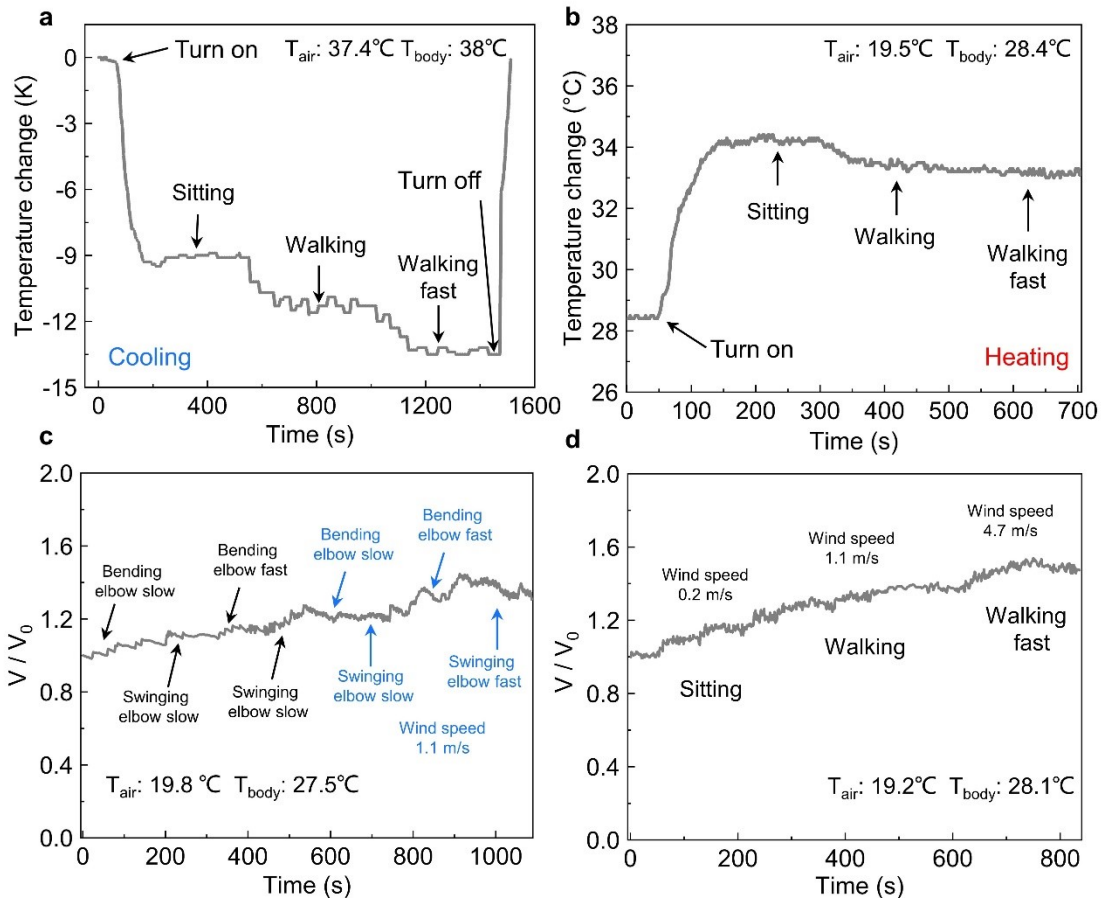 a
Turn on
T_air: 37.4℃ T_body: 38℃
Sitting
Walking
Walking
fast
Turn off
Cooling
Temperature change (K)
0
-3
-6
-9
-12
-15
0 400 800 1200 1600
Time (s)
b
T_air: 19.5℃ T_body: 28.4℃
Sitting
Walking
Walking
fast
Turn on
Heating
Temperature change (°C)
38
36
34
32
30
28
26
0 100 200 300 400 500 600 700
Time (s)
c
Bending
elbow slow
Bending
elbow fast
Bending
elbow slow
Bending
elbow fast
Swinging
elbow slow
Swinging
elbow slow
Swinging
elbow slow
Swinging
elbow fast
Wind speed
1.1 m/s
T_air: 19.8 ℃ T_body: 27.5℃
V / V_0
2.0
1.6
1.2
0.8
0.4
0.0
0 200 400 600 800 1000
Time (s)
d
Wind speed
0.2 m/s
Wind speed
1.1 m/s
Wind speed
4.7 m/s
Sitting
Walking
Walking
fast
T_air: 19.2℃ T_body: 28.1℃
V / V_0
2.0
1.6
1.2
0.8
0.4
0.0
0 200 400 600 800
Time (s)